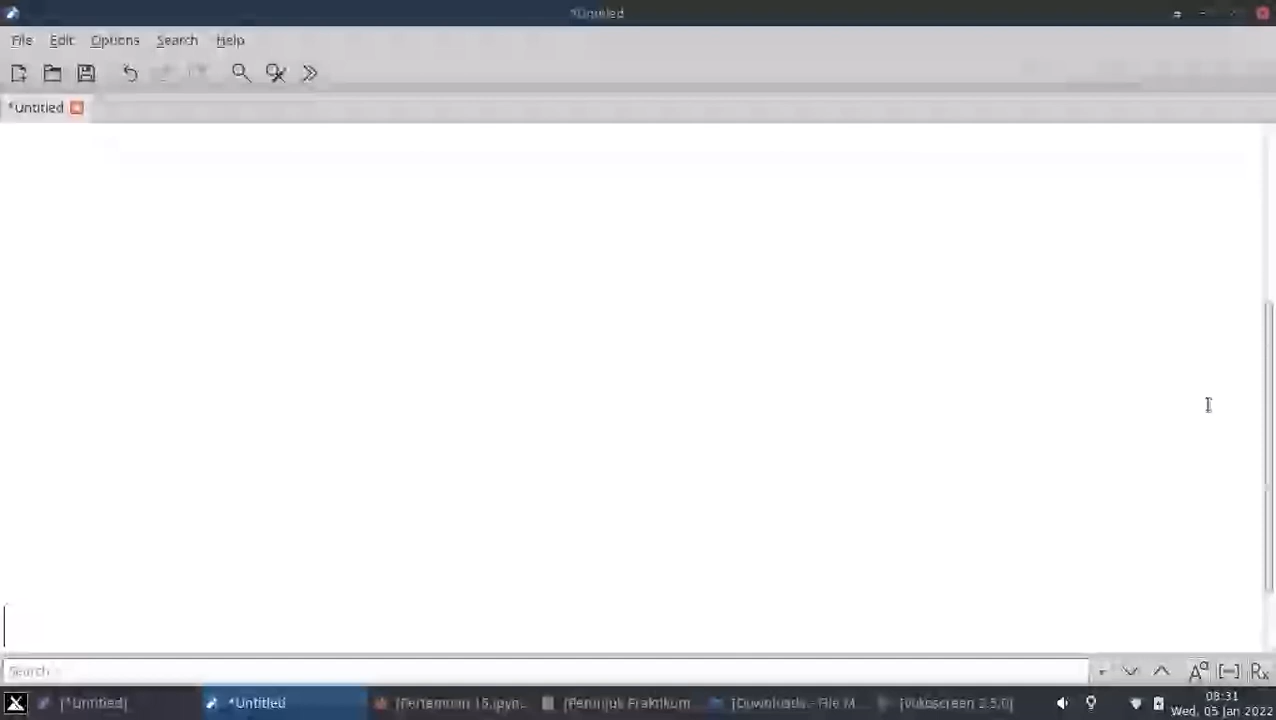 *Untitled
File Edit Options Search Help
*Untitled
Search
[*Untitled] *Untitled [Pertemuan 15.ipyn... [Petunjuk Praktikum [Downloads - File M... [vokoscreen 2.5.0]
08:31
Wed, 05 Jan 2022